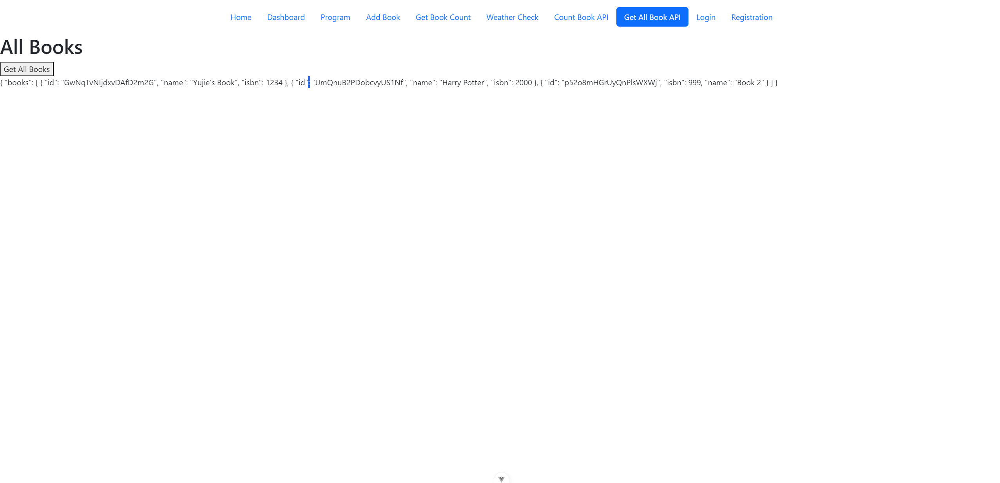 Home Dashboard Program Add Book Get Book Count Weather Check Count Book API Get All Book API Login Registration
All Books
Get All Books
{ "books": [ { "id": "GwNqTvNIjdxvDAfD2m2G", "name": "Yujie's Book", "isbn": 1234 }, { "id": "JJmQnuB2PDobcvyUS1Nf", "name": "Harry Potter", "isbn": 2000 }, { "id": "p52o8mHGrUyQnPlsWXWj", "isbn": 999, "name": "Book 2" } ] }